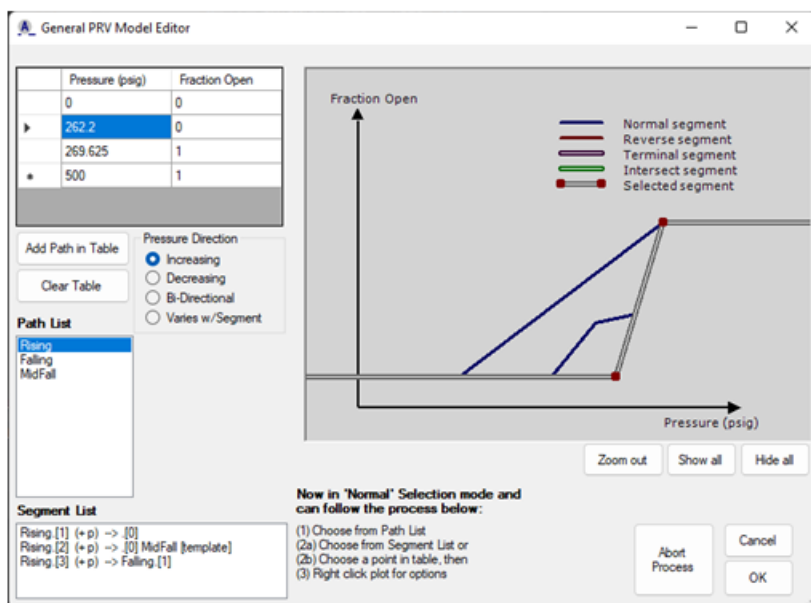 General PRV Model Editor
Pressure (psig) Fraction Open
0 0
262.2 0
269.625 1
500 1
Add Path in Table
Clear Table
Pressure Direction
Increasing
Decreasing
Bi-Directional
Varies w/Segment
Path List
Rising
Falling
MidFall
Fraction Open
Normal segment
Reverse segment
Terminal segment
Intersect segment
Selected segment
Pressure (psig)
Zoom out Show all Hide all
Segment List
Rising.[1] (+p) --> .[0]
Rising.[2] (+p) --> .[0] MidFall [template]
Rising.[3] (+p) --> Falling.[1]
Now in 'Normal' Selection mode and
can follow the process below:
(1) Choose from Path List
(2a) Choose from Segment List or
(2b) Choose a point in table, then
(3) Right click plot for options
Abort
Process
Cancel
OK